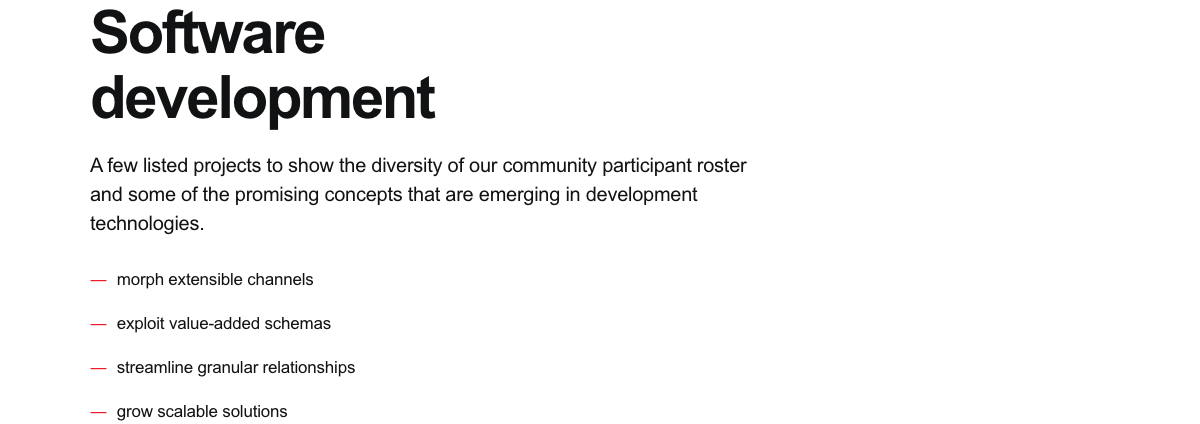 Software
development
A few listed projects to show the diversity of our community participant roster
and some of the promising concepts that are emerging in development
technologies.
— morph extensible channels
— exploit value-added schemas
— streamline granular relationships
— grow scalable solutions